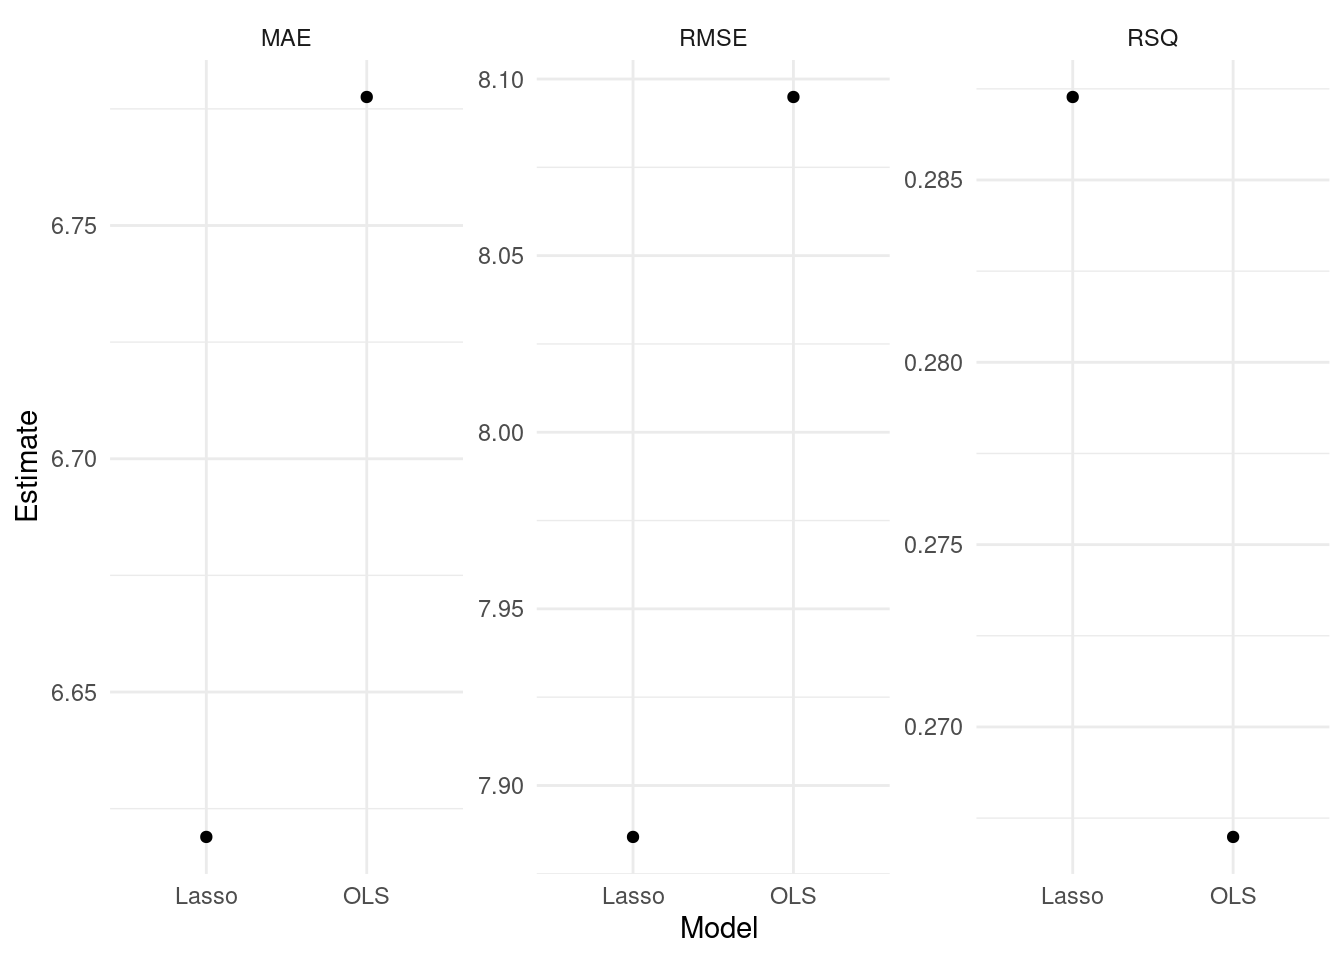 MAE
RMSE
RSQ
Estimate
6.75
6.70
6.65
8.10
8.05
8.00
7.95
7.90
0.285
0.280
0.275
0.270
Lasso OLS
Lasso OLS
Lasso OLS
Model